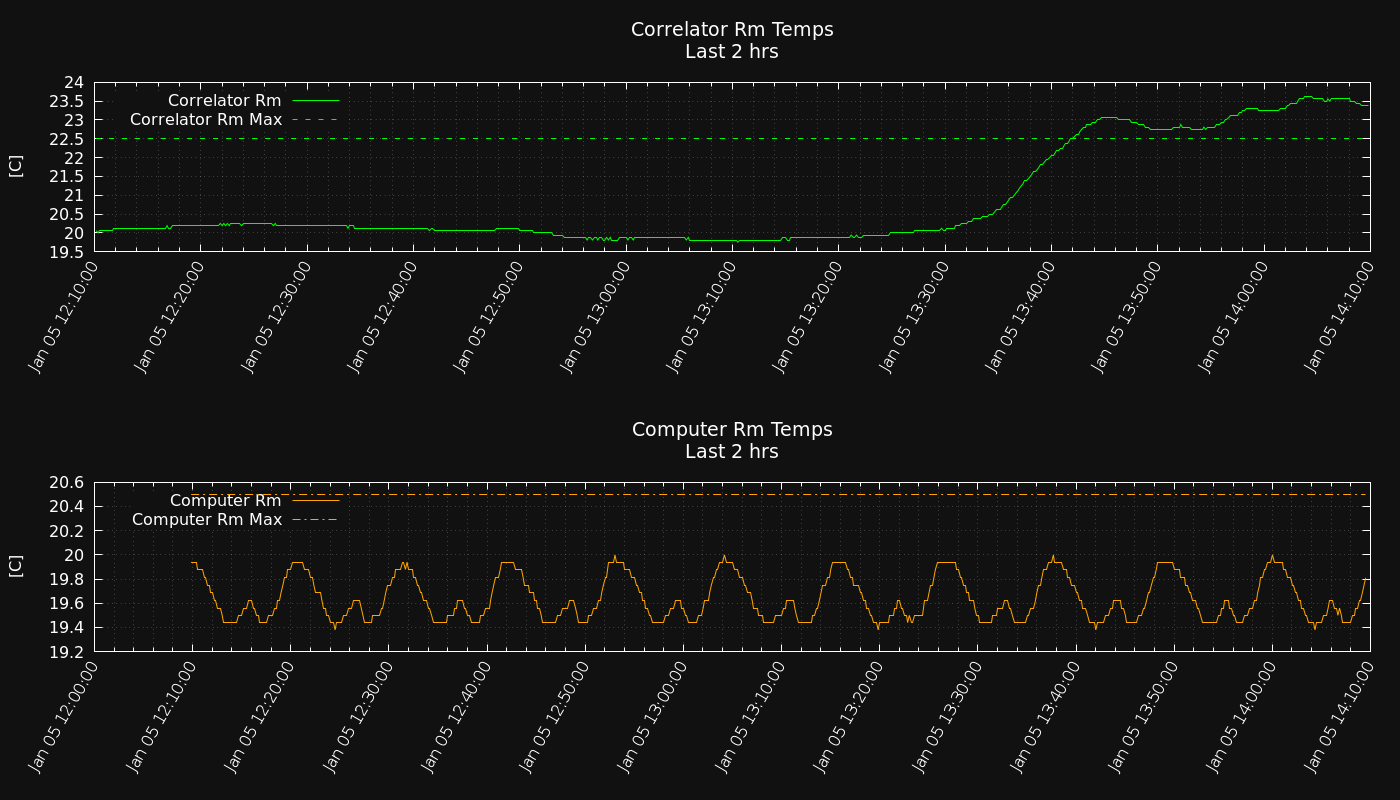 Correlator Rm Temps
Last 2 hrs
24
23.5
23
22.5
22
21.5
21
20.5
20
19.5
[C]
Correlator Rm
Correlator Rm Max
Jan 05 12:10:00
Jan 05 12:20:00
Jan 05 12:30:00
Jan 05 12:40:00
Jan 05 12:50:00
Jan 05 13:00:00
Jan 05 13:10:00
Jan 05 13:20:00
Jan 05 13:30:00
Jan 05 13:40:00
Jan 05 13:50:00
Jan 05 14:00:00
Jan 05 14:10:00
Computer Rm Temps
Last 2 hrs
20.6
20.4
20.2
20
19.8
19.6
19.4
19.2
[C]
Computer Rm
Computer Rm Max
Jan 05 12:00:00
Jan 05 12:10:00
Jan 05 12:20:00
Jan 05 12:30:00
Jan 05 12:40:00
Jan 05 12:50:00
Jan 05 13:00:00
Jan 05 13:10:00
Jan 05 13:20:00
Jan 05 13:30:00
Jan 05 13:40:00
Jan 05 13:50:00
Jan 05 14:00:00
Jan 05 14:10:00